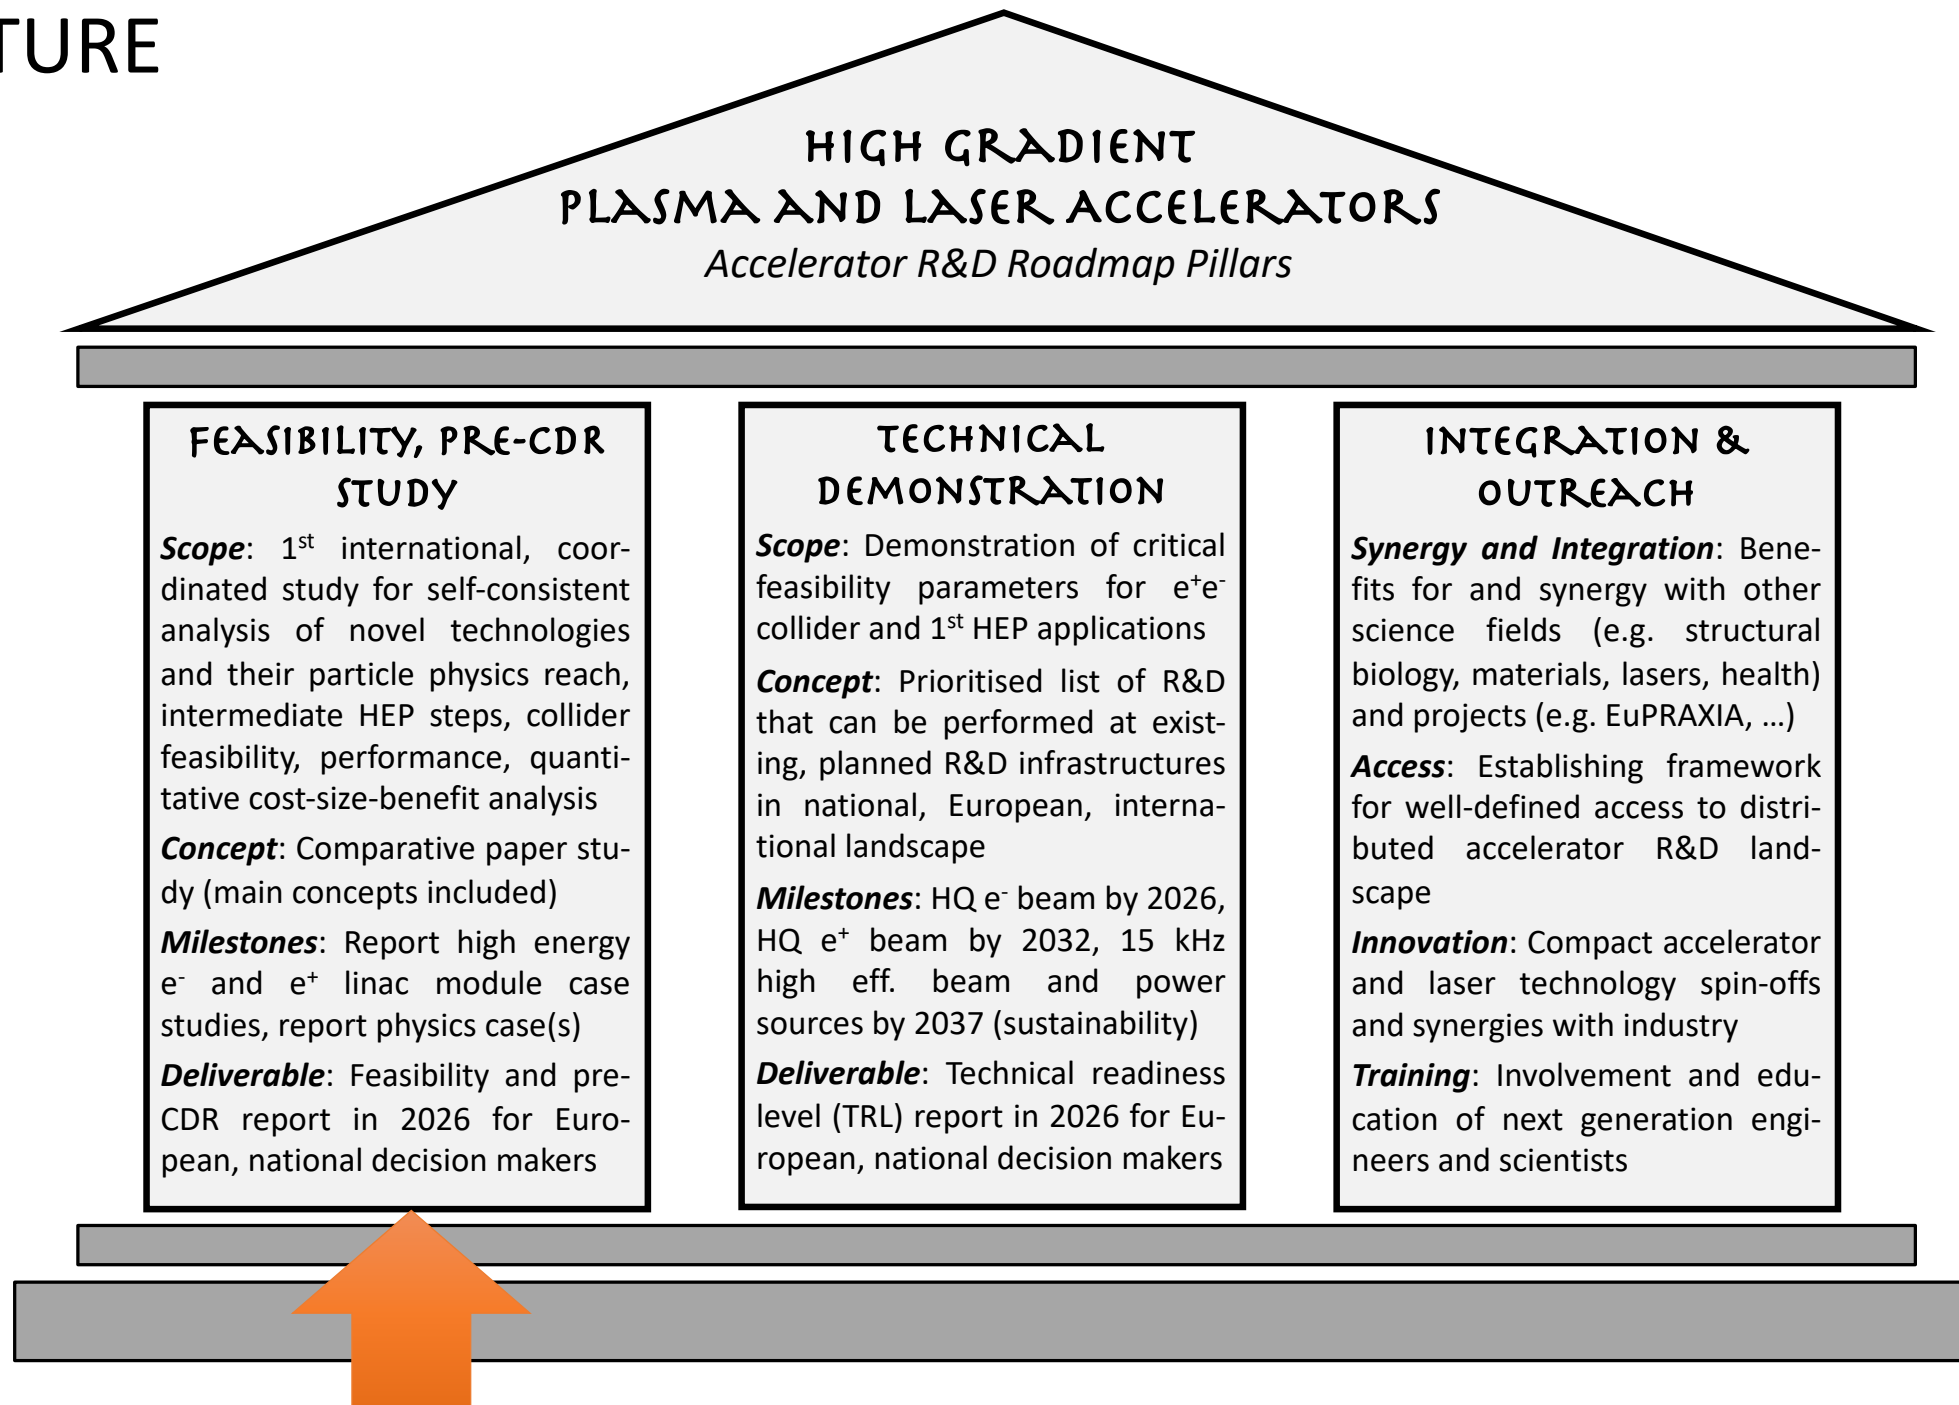 TURE
HIGH GRADIENT
PLASMA AND LASER ACCELERATORS
Accelerator R&D Roadmap Pillars
FEASIBILITY, PRE-CDR
STUDY
Scope: 1st international, coor-
dinated study for self-consistent
analysis of novel technologies
and their particle physics reach,
intermediate HEP steps, collider
feasibility, performance, quanti-
tative cost-size-benefit analysis
Concept: Comparative paper stu-
dy (main concepts included)
Milestones: Report high energy
e- and e+ linac module case
studies, report physics case(s)
Deliverable: Feasibility and pre-
CDR report in 2026 for Euro-
pean, national decision makers
TECHNICAL
DEMONSTRATION
Scope: Demonstration of critical
feasibility parameters for e+e-
collider and 1st HEP applications
Concept: Prioritised list of R&D
that can be performed at exist-
ing, planned R&D infrastructures
in national, European, interna-
tional landscape
Milestones: HQ e- beam by 2026,
HQ e+ beam by 2032, 15 kHz
high eff. beam and power
sources by 2037 (sustainability)
Deliverable: Technical readiness
level (TRL) report in 2026 for Eu-
ropean, national decision makers
INTEGRATION &
OUTREACH
Synergy and Integration: Bene-
fits for and synergy with other
science fields (e.g. structural
biology, materials, lasers, health)
and projects (e.g. EuPRAXIA, …)
Access: Establishing framework
for well-defined access to distri-
buted accelerator R&D land-
scape
Innovation: Compact accelerator
and laser technology spin-offs
and synergies with industry
Training: Involvement and edu-
cation of next generation engi-
neers and scientists